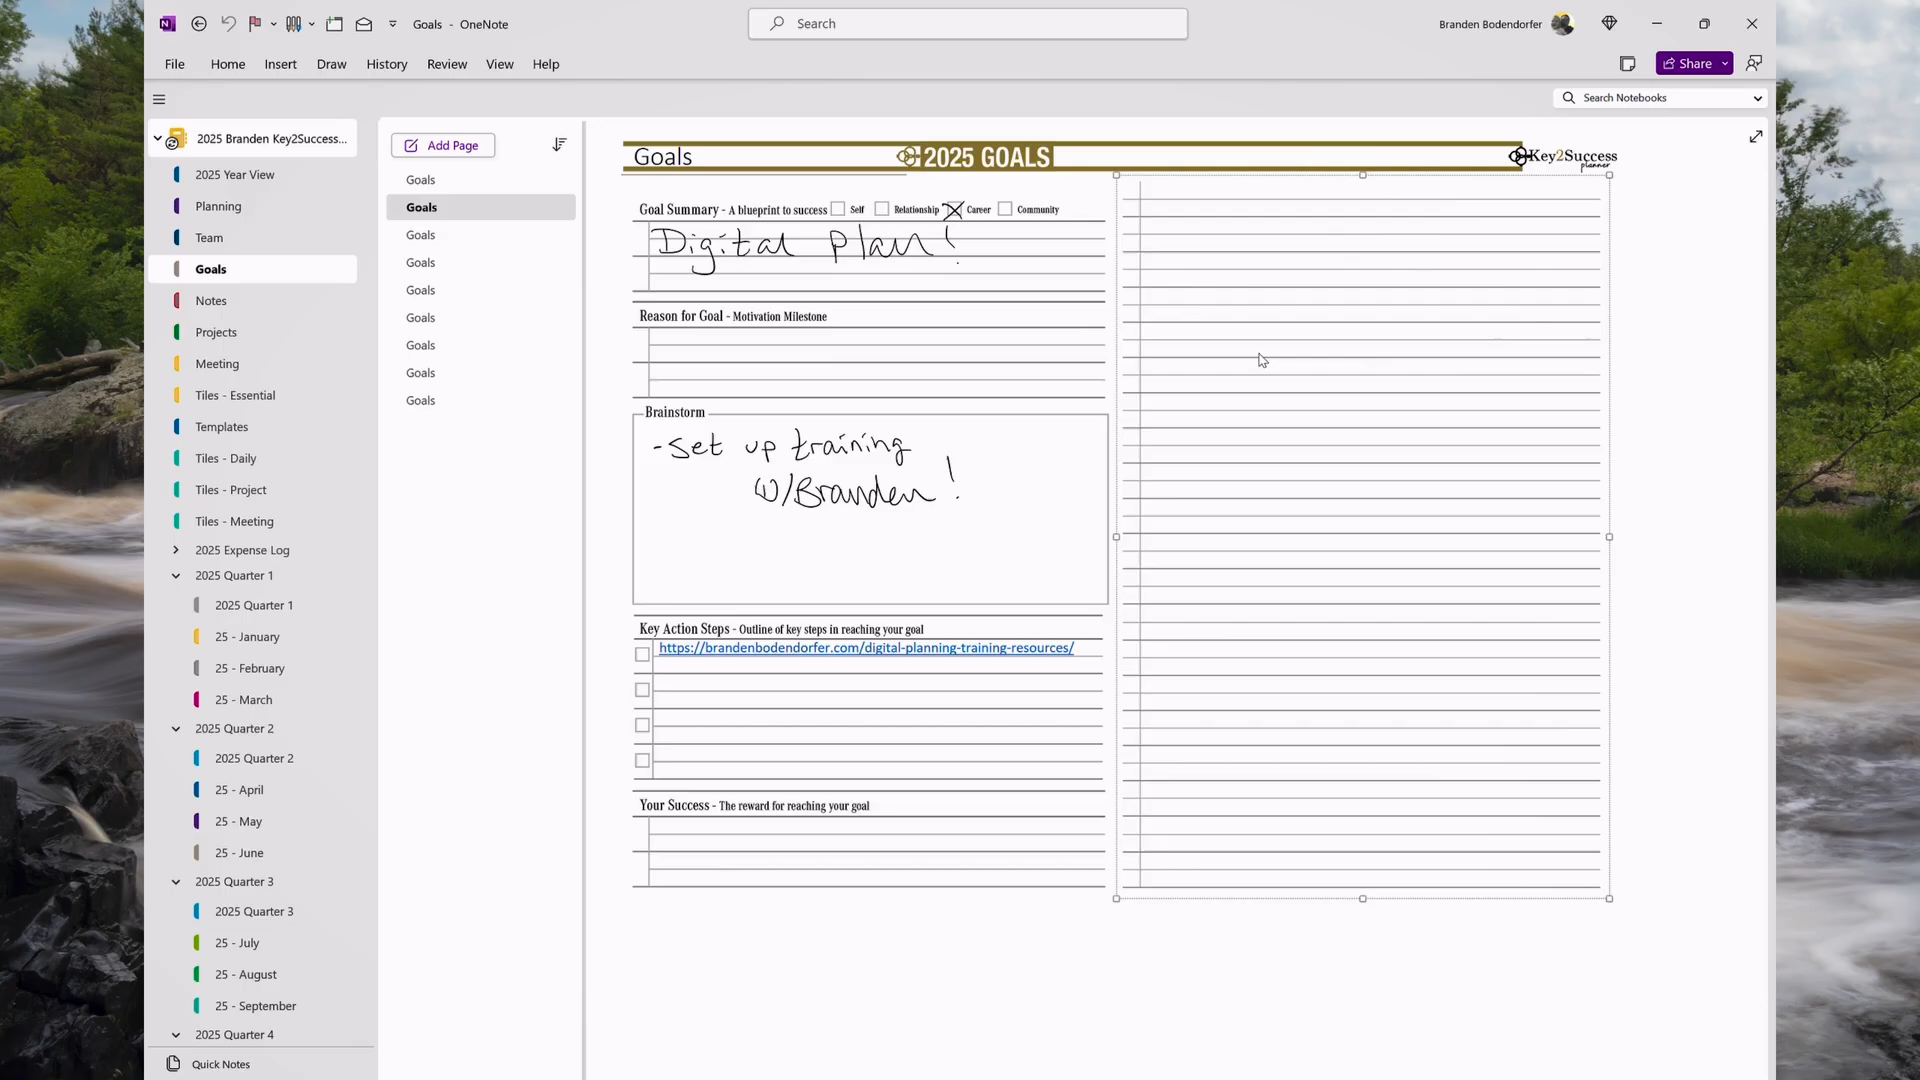 Goals - OneNote
Search
Branden Bodendorfer
File Home Insert Draw History Review View Help
Share
Search Notebooks
2025 Branden Key2Success...
2025 Year View
Planning
Team
Goals
Notes
Projects
Meeting
Tiles - Essential
Templates
Tiles - Daily
Tiles - Project
Tiles - Meeting
2025 Expense Log
2025 Quarter 1
2025 Quarter 1
25 - January
25 - February
25 - March
2025 Quarter 2
2025 Quarter 2
25 - April
25 - May
25 - June
2025 Quarter 3
2025 Quarter 3
25 - July
25 - August
25 - September
2025 Quarter 4
Quick Notes
Add Page
Goals
Goals
Goals
Goals
Goals
Goals
Goals
Goals
Goals
Goals
2025 GOALS
Key2Success
planner
Goal Summary - A blueprint to success Self Relationship Career Community
Digital Plan!
Reason for Goal - Motivation Milestone
Brainstorm
-Set up training
w/Branden!
Key Action Steps - Outline of key steps in reaching your goal
https://brandenbodendorfer.com/digital-planning-training-resources/
Your Success - The reward for reaching your goal